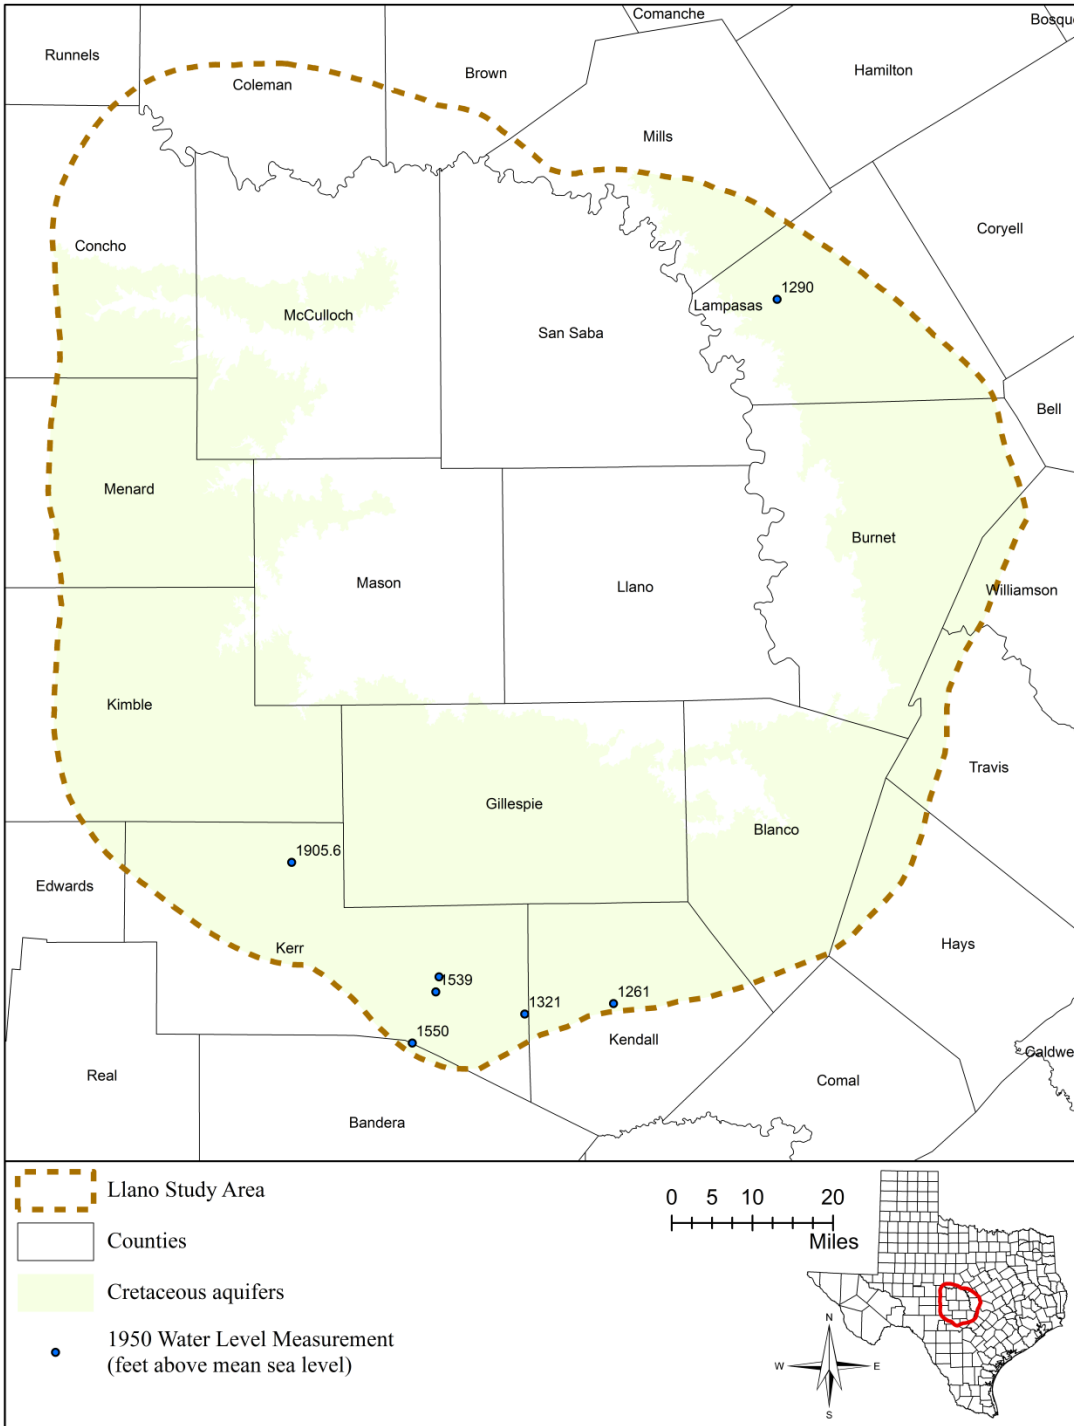 Comanche
Bosque
Runnels
Coleman
Brown
Hamilton
Mills
Coryell
Concho
McCulloch
San Saba
Lampasas
1290
Bell
Menard
Mason
Llano
Burnet
Williamson
Kimble
Gillespie
Blanco
Travis
1905.6
Edwards
Kerr
Hays
1539
1321
1261
1550
Kendall
Real
Comal
Caldwe
Bandera
Llano Study Area
Counties
Cretaceous aquifers
1950 Water Level Measurement
(feet above mean sea level)
0 5 10 20
Miles
N
W E
S